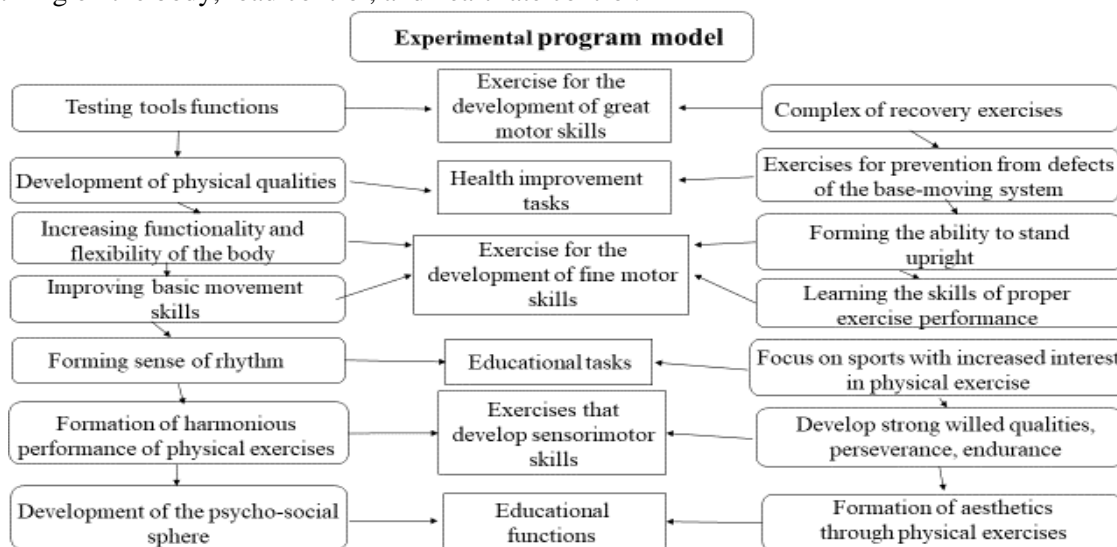 Experimental program model
Testing tools functions
Exercise for the
development of great
motor skills
Complex of recovery exercises
Development of physical qualities
Health improvement
tasks
Exercises for prevention from defects
of the base-moving system
Increasing functionality and
flexibility of the body
Exercise for the
development of fine motor
skills
Forming the ability to stand
upright
Improving basic movement
skills
Learning the skills of proper
exercise performance
Forming sense of rhythm
Educational tasks
Focus on sports with increased interest
in physical exercise
Formation of harmonious
performance of physical exercises
Exercises that
develop sensorimotor
skills
Develop strong willed qualities,
perseverance, endurance
Development of the psycho-social
sphere
Educational
functions
Formation of aesthetics
through physical exercises